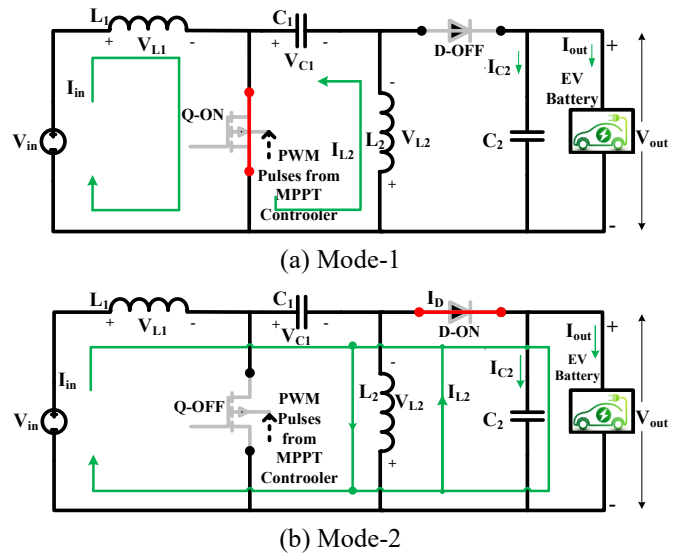 L1
+ VL1 -
C1
+ VC1 -
D-OFF
Iin
Q-ON
PWM
Pulses from
MPPT
Controoler
IL2
-
L2 VL2
+
IC2
C2
Iout
+
EV
Battery
Vin
Vout
-
(a) Mode-1
L1
+ VL1 -
C1
+ VC1 -
ID
D-ON
Iin
Q-OFF
PWM
Pulses
from
MPPT
Controoler
-
L2 VL2
+
IL2
IC2
C2
Iout
+
EV
Battery
Vin
Vout
-
(b) Mode-2